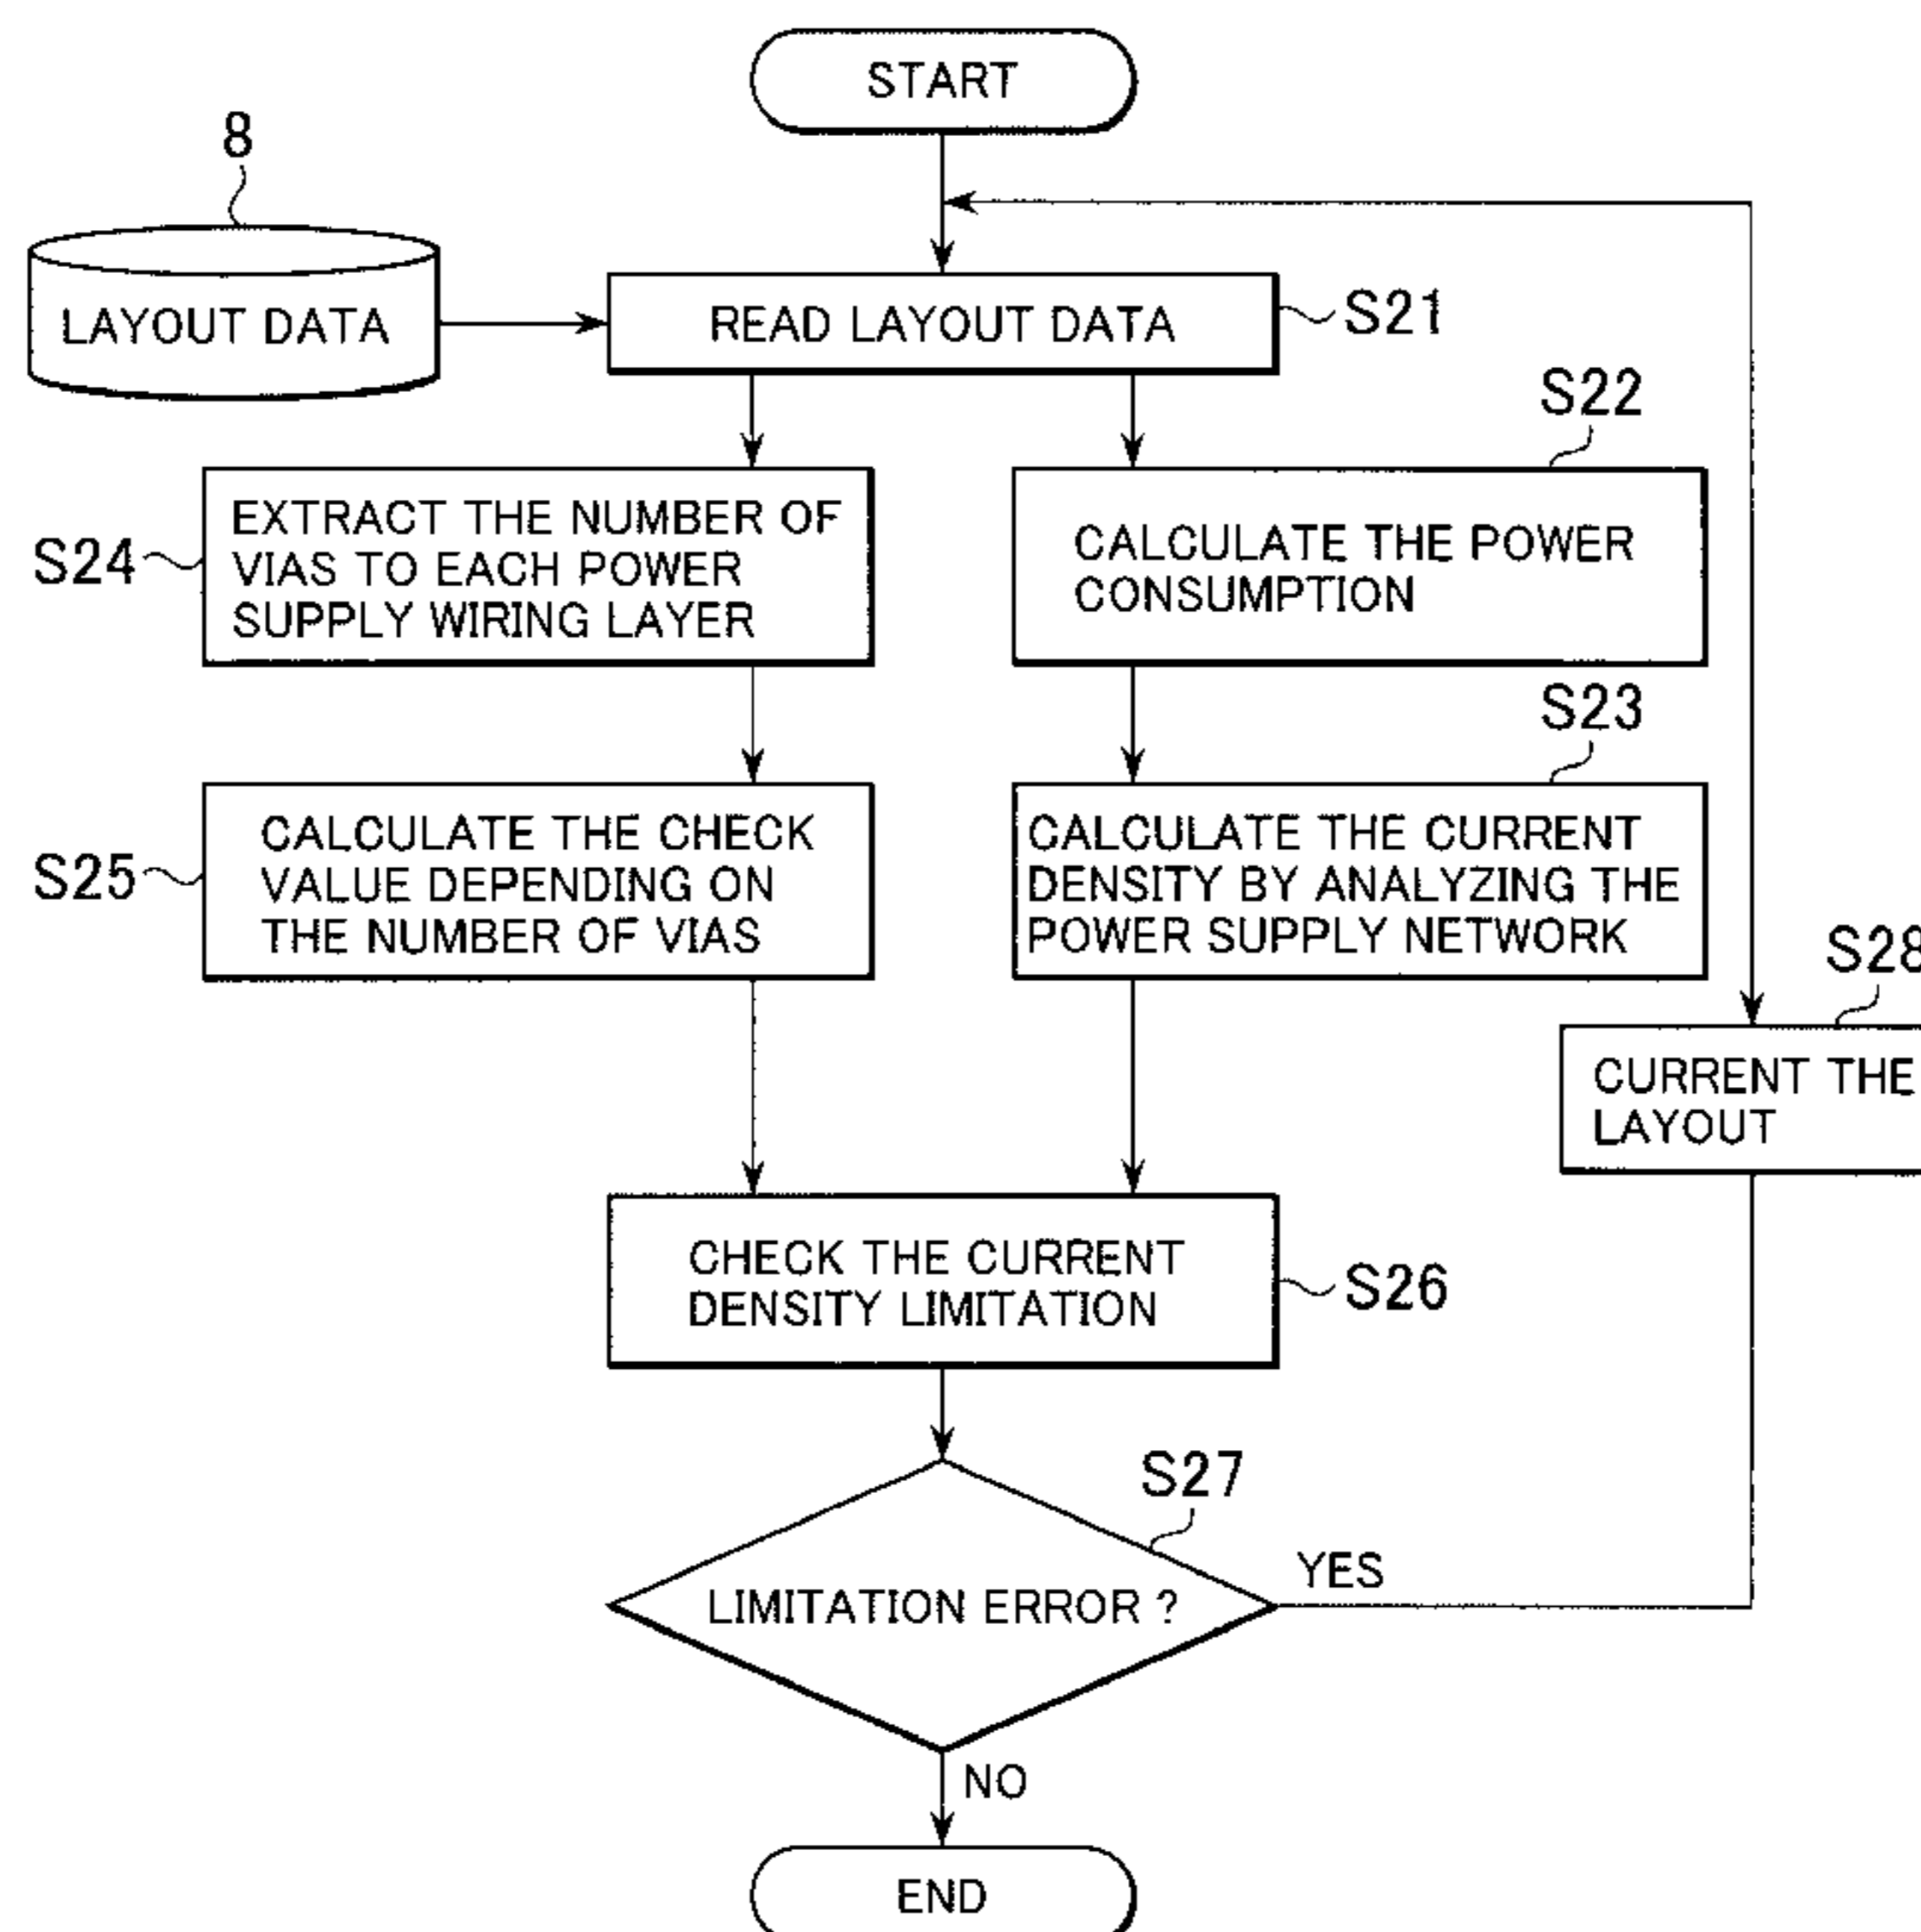 START
8
LAYOUT DATA
READ LAYOUT DATA
S21
S22
S24
EXTRACT THE NUMBER OF
VIAS TO EACH POWER
SUPPLY WIRING LAYER
CALCULATE THE POWER
CONSUMPTION
S23
S25
CALCULATE THE CHECK
VALUE DEPENDING ON
THE NUMBER OF VIAS
CALCULATE THE CURRENT
DENSITY BY ANALYZING THE
POWER SUPPLY NETWORK
S28
CURRENT THE
LAYOUT
CHECK THE CURRENT
DENSITY LIMITATION
S26
S27
LIMITATION ERROR ?
YES
NO
END